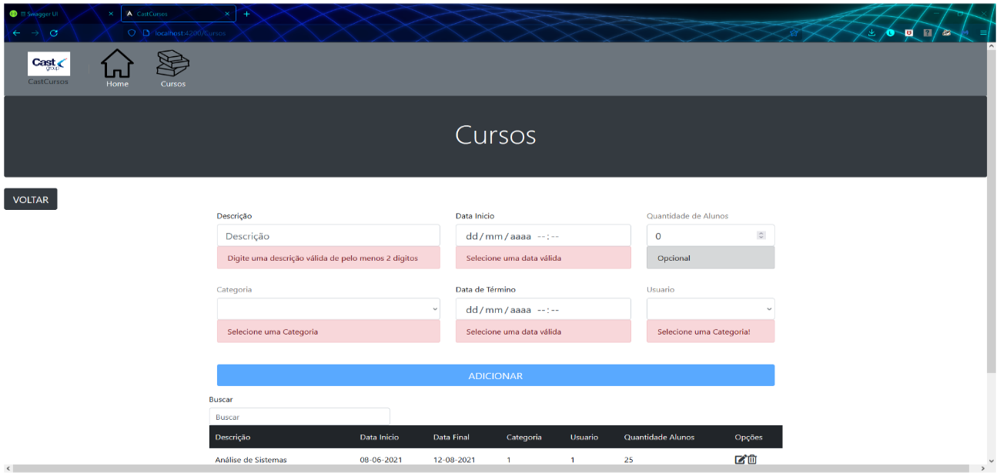 Swagger UI
CastCursos
localhost:4200/Cursos
Cast
group
CastCursos
Home
Cursos
Cursos
VOLTAR
Descrição Data Inicio Quantidade de Alunos
Descrição dd/mm/aaaa --:-- 0
Digite uma descrição válida de pelo menos 2 digitos Selecione uma data válida Opcional
Categoria Data de Término Usuario
dd/mm/aaaa --:--
Selecione uma Categoria Selecione uma data válida Selecione uma Categoria!
ADICIONAR
Buscar
Buscar
Descrição Data Inicio Data Final Categoria Usuario Quantidade Alunos Opções
Análise de Sistemas 08-06-2021 12-08-2021 1 1 25